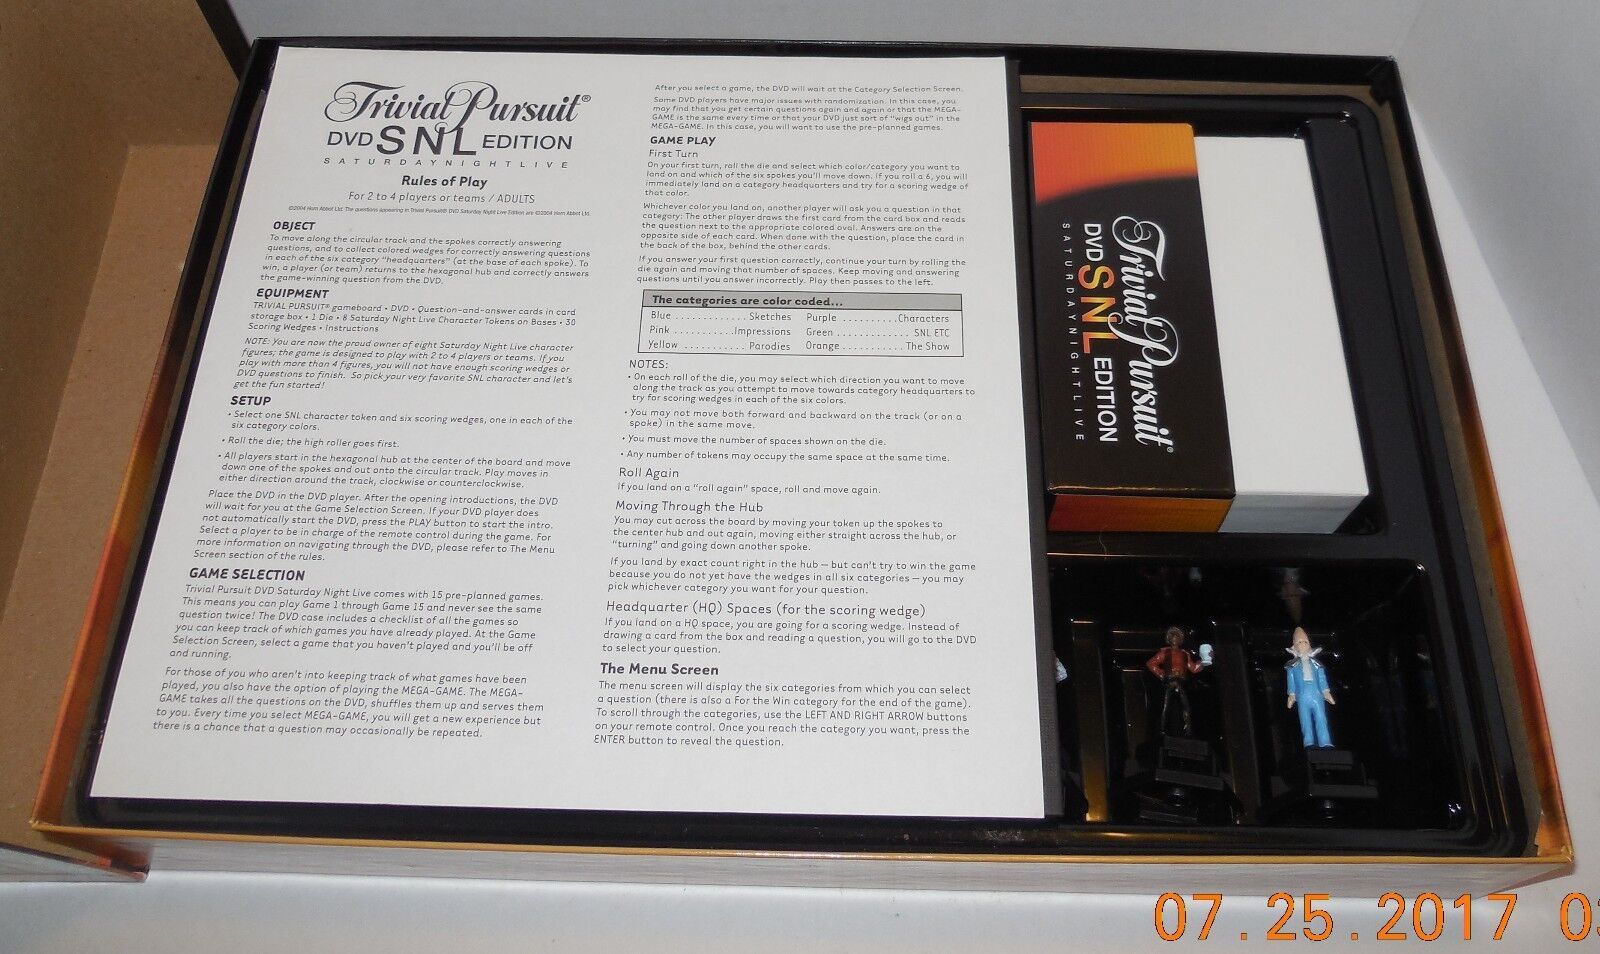 Trivial Pursuit®
DVD SNL EDITION
SATURDAYNIGHTLIVE
Rules of Play
For 2 to 4 players or teams / ADULTS
©2004 Horn Abbot Ltd. The questions appearing in Trivial Pursuit® DVD Saturday Night Live Edition are ©2004 Horn Abbot Ltd.
OBJECT
To move along the circular track and the spokes correctly answering
questions, and to collect colored wedges for correctly answering questions
in each of the six category "headquarters" (at the base of each spoke). To
win, a player (or team) returns to the hexagonal hub and correctly answers
the game-winning question from the DVD.
EQUIPMENT
TRIVIAL PURSUIT® gameboard • DVD • Question-and-answer cards in card
storage box • 1 Die • 8 Saturday Night Live Character Tokens on Bases • 30
Scoring Wedges • Instructions
NOTE: You are now the proud owner of eight Saturday Night Live character
figures; the game is designed to play with 2 to 4 players or teams. If you
play with more than 4 figures, you will not have enough scoring wedges or
DVD questions to finish. So pick your very favorite SNL character and let's
get the fun started!
SETUP
• Select one SNL character token and six scoring wedges, one in each of the
six category colors.
• Roll the die; the high roller goes first.
• All players start in the hexagonal hub at the center of the board and move
down one of the spokes and out onto the circular track. Play moves in
either direction around the track, clockwise or counterclockwise.
Place the DVD in the DVD player. After the opening introductions, the DVD
will wait for you at the Game Selection Screen. If your DVD player does
not automatically start the DVD, press the PLAY button to start the intro.
Select a player to be in charge of the remote control during the game. For
more information on navigating through the DVD, please refer to The Menu
Screen section of the rules.
GAME SELECTION
Trivial Pursuit DVD Saturday Night Live comes with 15 pre-planned games.
This means you can play Game 1 through Game 15 and never see the same
question twice! The DVD case includes a checklist of all the games so
you can keep track of which games you have already played. At the Game
Selection Screen, select a game that you haven't played and you'll be off
and running.
For those of you who aren't into keeping track of what games have been
played, you also have the option of playing the MEGA-GAME. The MEGA-
GAME takes all the questions on the DVD, shuffles them up and serves them
to you. Every time you select MEGA-GAME, you will get a new experience but
there is a chance that a question may occasionally be repeated.
After you select a game, the DVD will wait at the Category Selection Screen.
Some DVD players have major issues with randomization. In this case, you
may find that you get certain questions again and again or that the MEGA-
GAME is the same every time or that your DVD just sort of "wigs out" in the
MEGA-GAME. In this case, you will want to use the pre-planned games.
GAME PLAY
First Turn
On your first turn, roll the die and select which color/category you want to
land on and which of the six spokes you'll move down. If you roll a 6, you will
immediately land on a category headquarters and try for a scoring wedge of
that color.
Whichever color you land on, another player will ask you a question in that
category: The other player draws the first card from the card box and reads
the question next to the appropriate colored oval. Answers are on the
opposite side of each card. When done with the question, place the card in
the back of the box, behind the other cards.
If you answer your first question correctly, continue your turn by rolling the
die again and moving that number of spaces. Keep moving and answering
questions until you answer incorrectly. Play then passes to the left.
The categories are color coded...
Blue . . . . . . . . . . . . . Sketches Purple . . . . . . . . . .Characters
Pink . . . . . . . . . . .Impressions Green . . . . . . . . . . . . . SNL ETC
Yellow . . . . . . . . . . . Parodies Orange . . . . . . . . . . .The Show
NOTES:
• On each roll of the die, you may select which direction you want to move
along the track as you attempt to move towards category headquarters to
try for scoring wedges in each of the six colors.
• You may not move both forward and backward on the track (or on a
spoke) in the same move.
• You must move the number of spaces shown on the die.
• Any number of tokens may occupy the same space at the same time.
Roll Again
If you land on a "roll again" space, roll and move again.
Moving Through the Hub
You may cut across the board by moving your token up the spokes to
the center hub and out again, moving either straight across the hub, or
"turning" and going down another spoke.
If you land by exact count right in the hub — but can't try to win the game
because you do not yet have the wedges in all six categories — you may
pick whichever category you want for your question.
Headquarter (HQ) Spaces (for the scoring wedge)
If you land on a HQ space, you are going for a scoring wedge. Instead of
drawing a card from the box and reading a question, you will go to the DVD
to select your question.
The Menu Screen
The menu screen will display the six categories from which you can select
a question (there is also a For the Win category for the end of the game).
To scroll through the categories, use the LEFT AND RIGHT ARROW buttons
on your remote control. Once you reach the category you want, press the
ENTER button to reveal the question.
Trivial Pursuit®
DVD SNL EDITION
SATURDAYNIGHTLIVE
07.25.2017 03